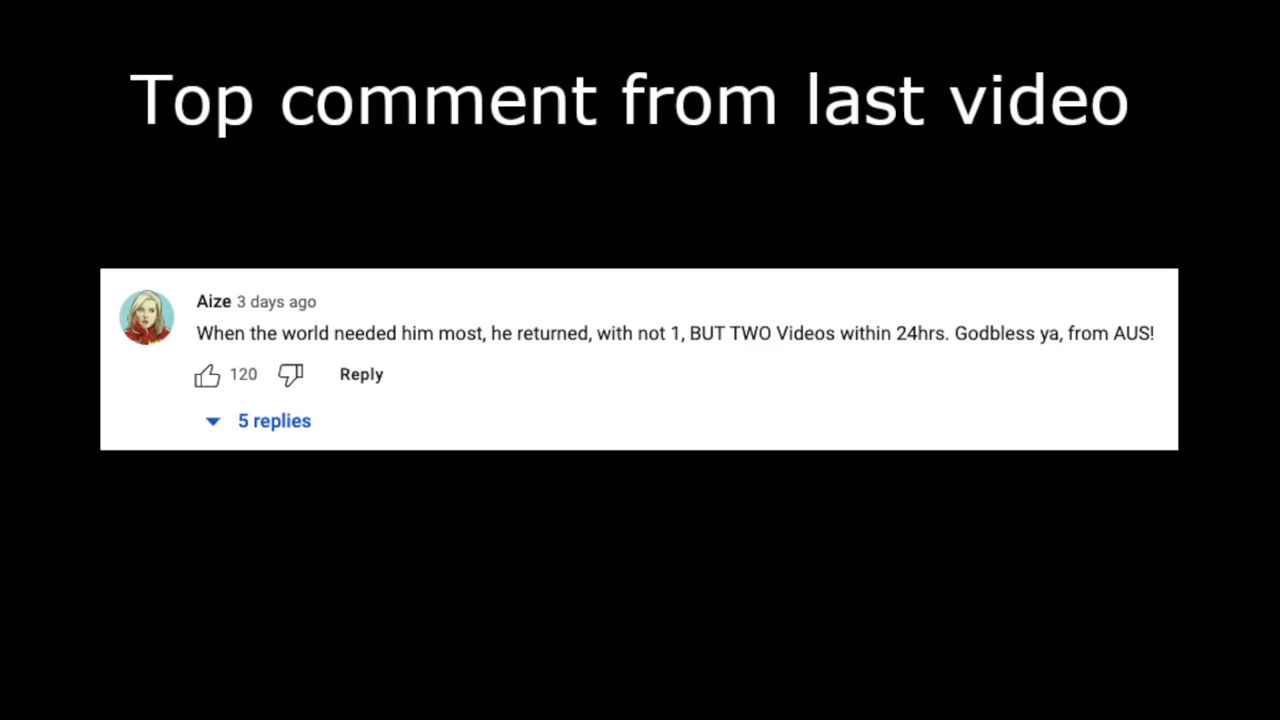 Top comment from last video
Aize 3 days ago
When the world needed him most, he returned, with not 1, BUT TWO Videos within 24hrs. Godbless ya, from AUS!
120 Reply
5 replies